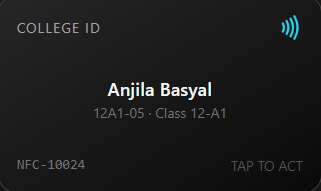 COLLEGE ID
Anjila Basyal
12A1-05 · Class 12-A1
NFC-10024
TAP TO ACT